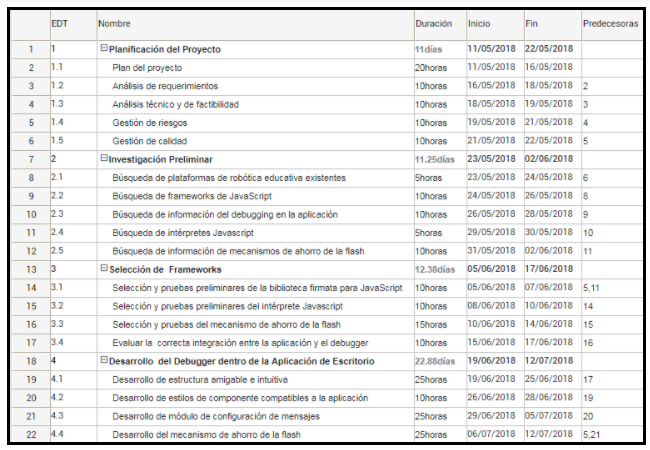 EDT Nombre Duración Inicio Fin Predecesoras
1 1 Planificación del Proyecto 11días 11/05/2018 22/05/2018
2 1.1 Plan del proyecto 20horas 11/05/2018 16/05/2018
3 1.2 Análisis de requerimientos 10horas 16/05/2018 18/05/2018 2
4 1.3 Análisis técnico y de factibilidad 10horas 18/05/2018 19/05/2018 3
5 1.4 Gestión de riesgos 10horas 19/05/2018 21/05/2018 4
6 1.5 Gestión de calidad 10horas 21/05/2018 22/05/2018 5
7 2 Investigación Preliminar 11.25días 23/05/2018 02/06/2018
8 2.1 Búsqueda de plataformas de robótica educativa existentes 5horas 23/05/2018 24/05/2018 6
9 2.2 Búsqueda de frameworks de JavaScript 10horas 24/05/2018 26/05/2018 8
10 2.3 Búsqueda de información del debugging en la aplicación 10horas 26/05/2018 28/05/2018 9
11 2.4 Búsqueda de intérpretes Javascript 5horas 29/05/2018 30/05/2018 10
12 2.5 Búsqueda de información de mecanismos de ahorro de la flash 10horas 31/05/2018 02/06/2018 11
13 3 Selección de Frameworks 12.38días 05/06/2018 17/06/2018
14 3.1 Selección y pruebas preliminares de la biblioteca firmata para JavaScript 10horas 05/06/2018 07/06/2018 5,11
15 3.2 Selección y pruebas preliminares del intérprete Javascript 10horas 08/06/2018 10/06/2018 14
16 3.3 Selección y pruebas del mecanismo de ahorro de la flash 15horas 10/06/2018 14/06/2018 15
17 3.4 Evaluar la correcta integración entre la aplicación y el debugger 10horas 15/06/2018 17/06/2018 16
18 4 Desarrollo del Debugger dentro de la Aplicación de Escritorio 22.88días 19/06/2018 12/07/2018
19 4.1 Desarrollo de estructura amigable e intuitiva 25horas 19/06/2018 25/06/2018 17
20 4.2 Desarrollo de estilos de componente compatibles a la aplicación 10horas 26/06/2018 28/06/2018 19
21 4.3 Desarrollo de módulo de configuración de mensajes 25horas 29/06/2018 05/07/2018 20
22 4.4 Desarrollo del mecanismo de ahorro de la flash 25horas 06/07/2018 12/07/2018 5,21